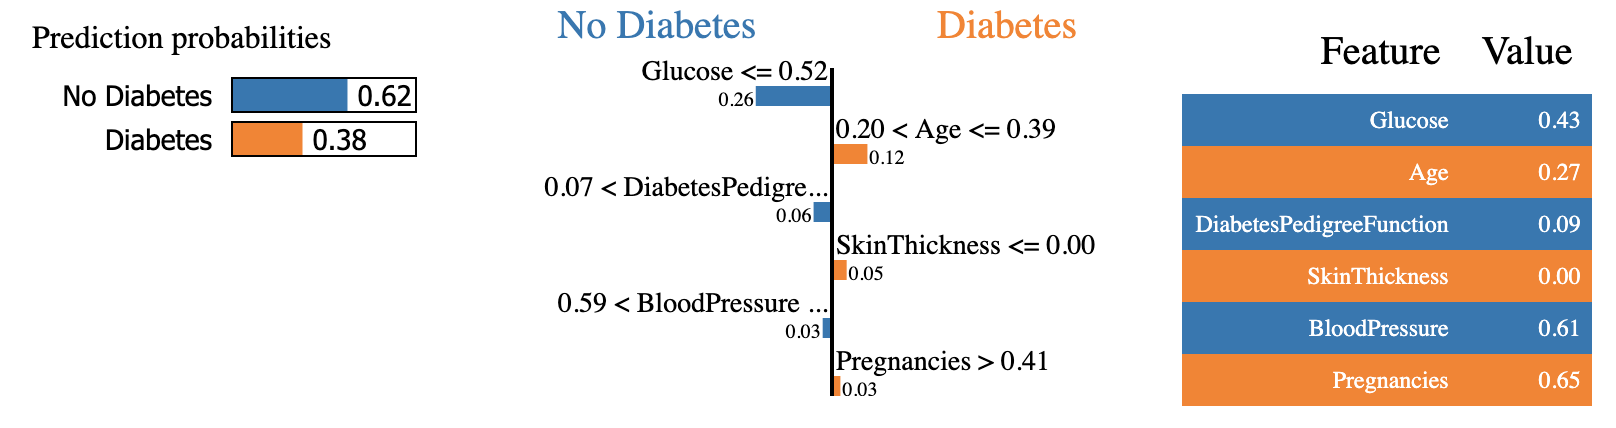 Prediction probabilities
No Diabetes 0.62
Diabetes 0.38
No Diabetes Diabetes
Glucose <= 0.52
0.26
0.20 < Age <= 0.39
0.12
0.07 < DiabetesPedigre...
0.06
SkinThickness <= 0.00
0.05
0.59 < BloodPressure ...
0.03
Pregnancies > 0.41
0.03
Feature Value
Glucose 0.43
Age 0.27
DiabetesPedigreeFunction 0.09
SkinThickness 0.00
BloodPressure 0.61
Pregnancies 0.65